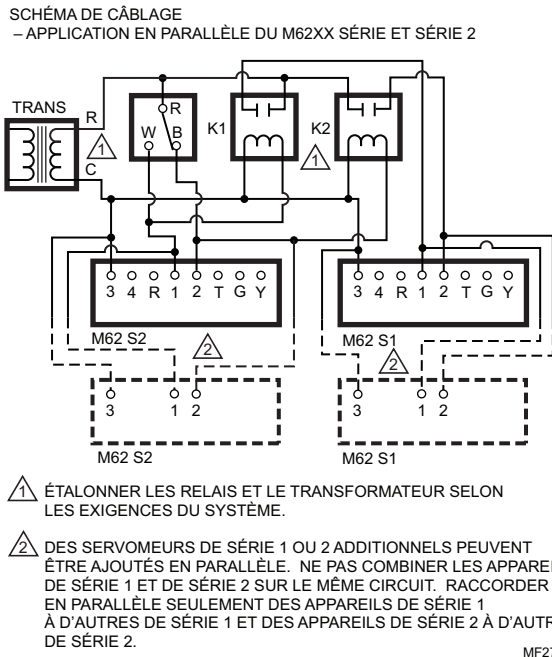 SCHÉMA DE CÂBLAGE
– APPLICATION EN PARALLÈLE DU M62XX SÉRIE ET SÉRIE 2
TRANS
R
1
C
R
W B
K1
1
K2
3 4 R 1 2 T G Y
M62 S2
2
3 4 R 1 2 T G Y
M62 S1
2
3 1 2
M62 S2
3 1 2
M62 S1
1 ÉTALONNER LES RELAIS ET LE TRANSFORMATEUR SELON
LES EXIGENCES DU SYSTÈME.
2 DES SERVOMEURS DE SÉRIE 1 OU 2 ADDITIONNELS PEUVENT
ÊTRE AJOUTÉS EN PARALLÈLE. NE PAS COMBINER LES APPAREI
DE SÉRIE 1 ET DE SÉRIE 2 SUR LE MÊME CIRCUIT. RACCORDER
EN PARALLÈLE SEULEMENT DES APPAREILS DE SÉRIE 1
À D'AUTRES DE SÉRIE 1 ET DES APPAREILS DE SÉRIE 2 À D'AUTR
DE SÉRIE 2.
MF27